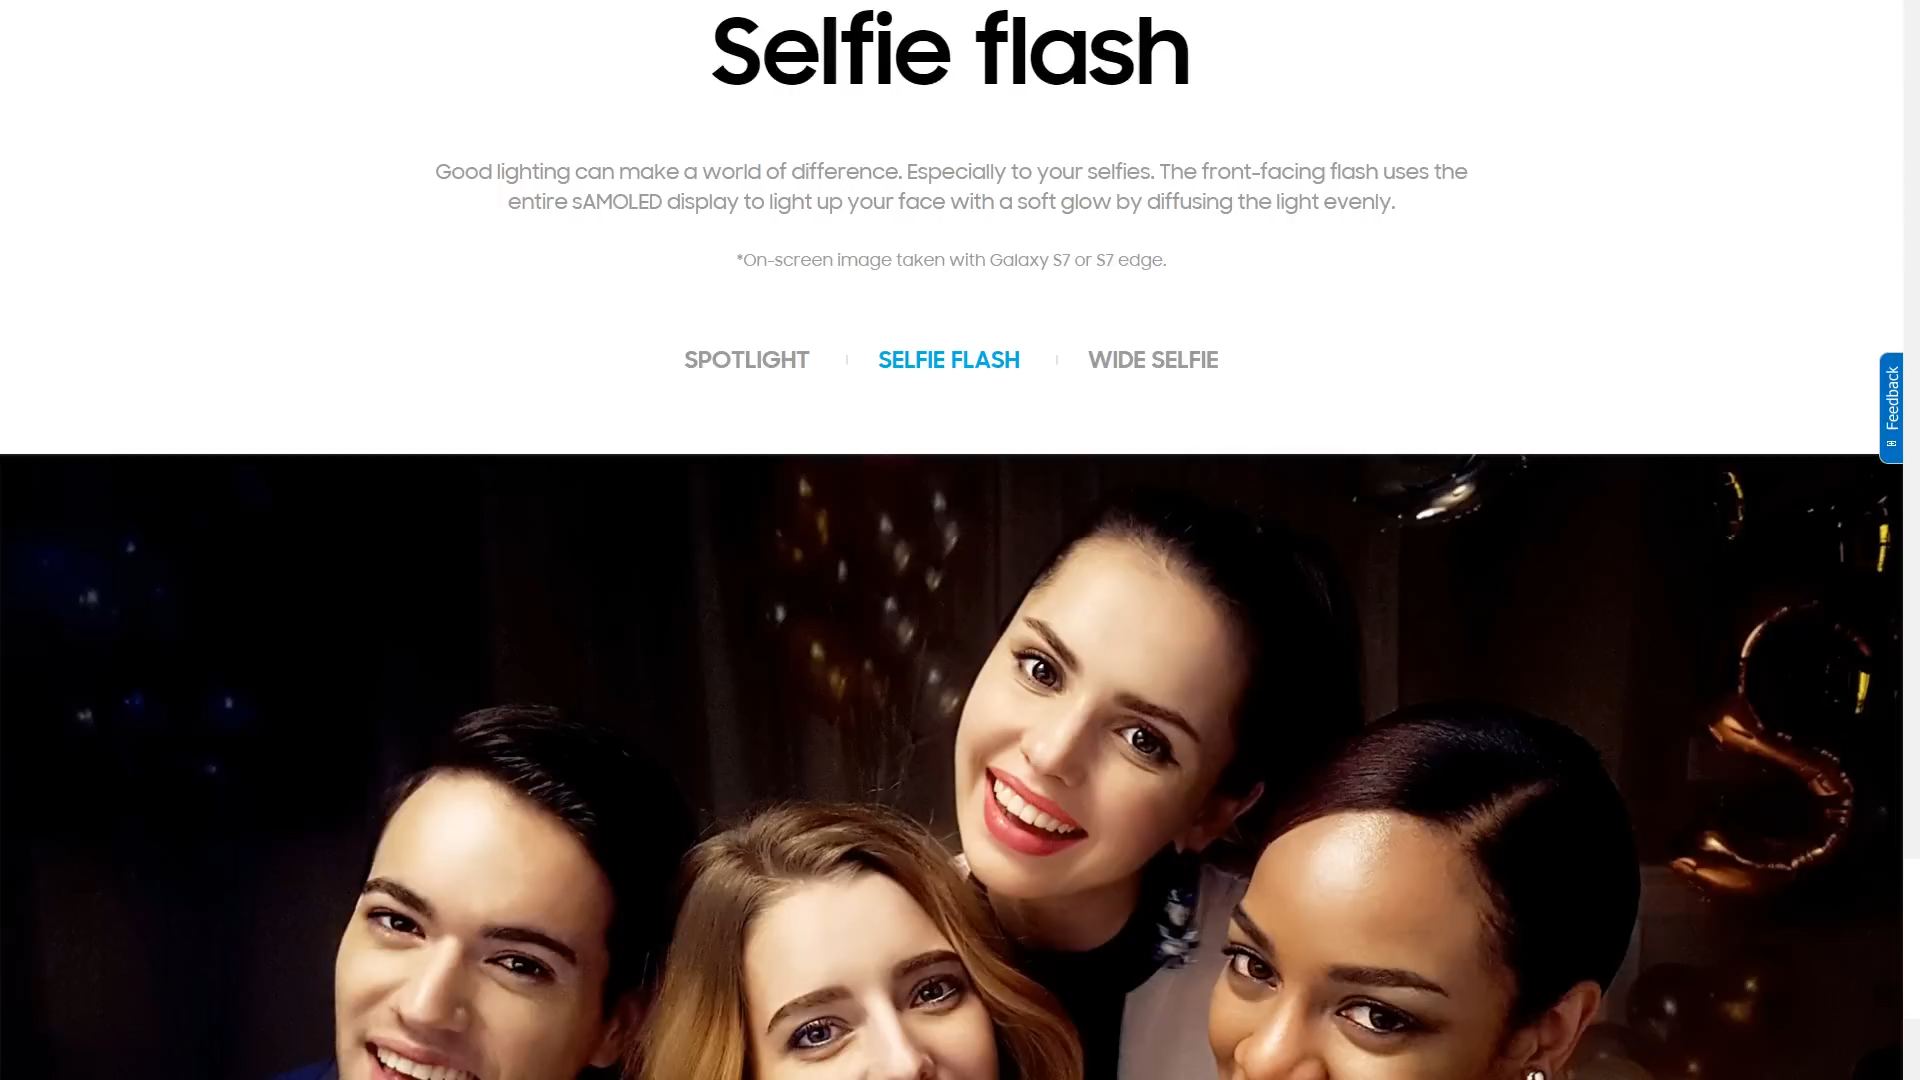 Selfie flash
Good lighting can make a world of difference. Especially to your selfies. The front-facing flash uses the
entire sAMOLED display to light up your face with a soft glow by diffusing the light evenly.
*On-screen image taken with Galaxy S7 or S7 edge.
SPOTLIGHT
SELFIE FLASH
WIDE SELFIE
Feedback